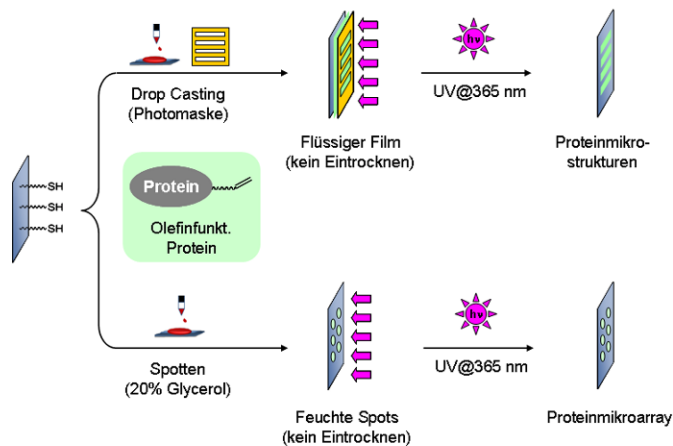 hν
Drop Casting
(Photomaske)
UV@365 nm
Flüssiger Film
(kein Eintrocknen)
Proteinmikro-
strukturen
SH
SH
SH
Protein
Olefinfunkt.
Protein
hν
Spotten
(20% Glycerol)
UV@365 nm
Feuchte Spots
(kein Eintrocknen)
Proteinmikroarray